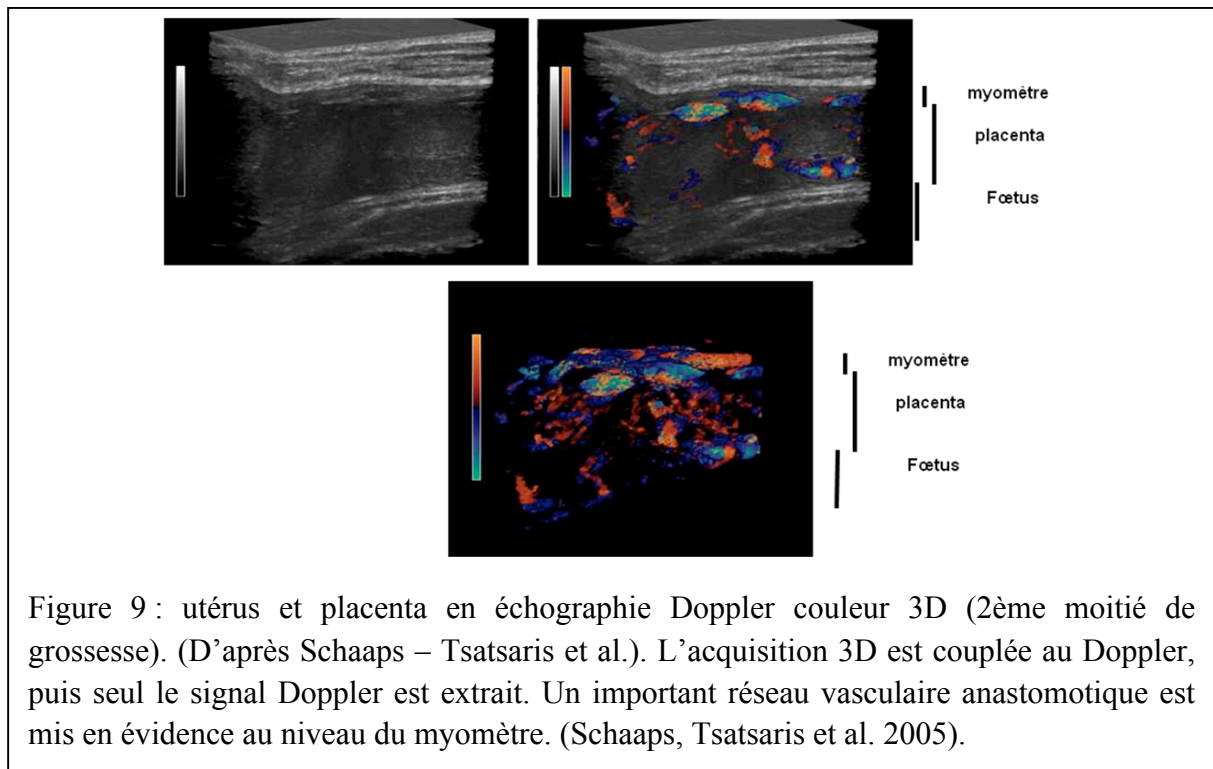 myomètre
placenta
Fœtus
myomètre
placenta
Fœtus
Figure 9 : utérus et placenta en échographie Doppler couleur 3D (2ème moitié de
grossesse). (D’après Schaaps – Tsatsaris et al.). L’acquisition 3D est couplée au Doppler,
puis seul le signal Doppler est extrait. Un important réseau vasculaire anastomotique est
mis en évidence au niveau du myomètre. (Schaaps, Tsatsaris et al. 2005).